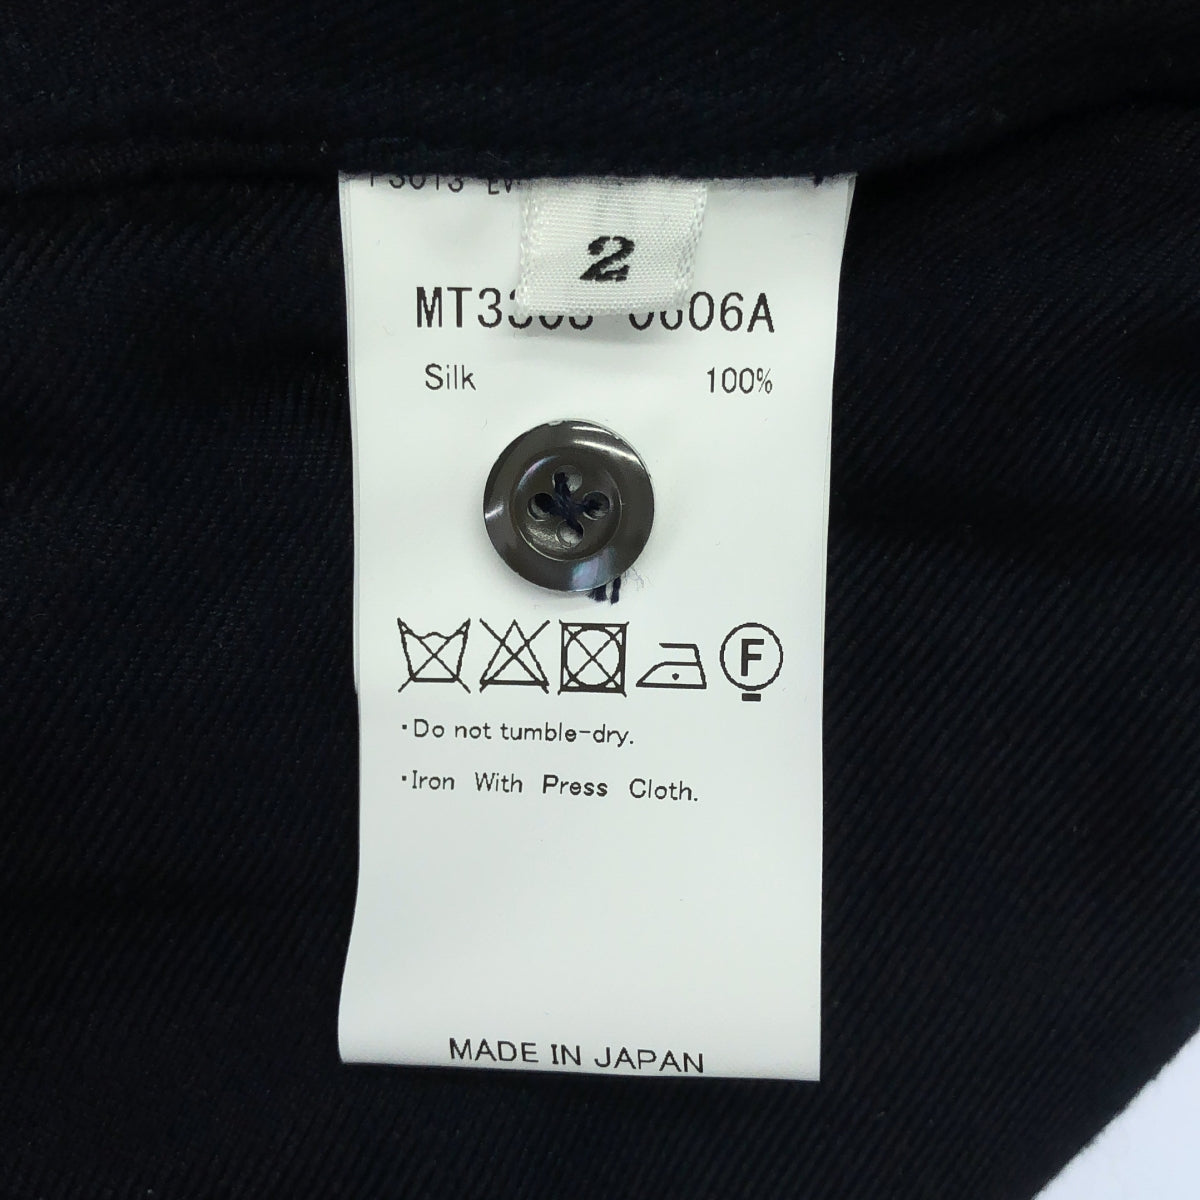 2
Silk 100%
F
・Do not tumble-dry.
・Iron With Press Cloth.
MADE IN JAPAN